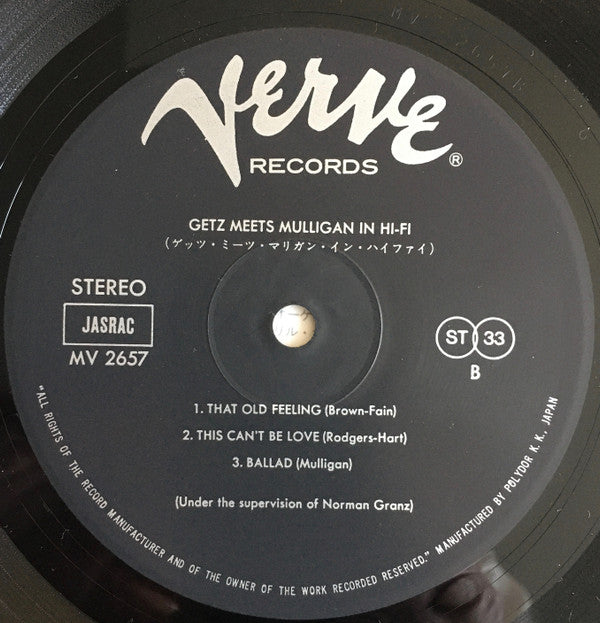 Verve
RECORDS ®
GETZ MEETS MULLIGAN IN HI-FI
(ゲッツ・ミーツ・マリガン・イン・ハイファイ)
STEREO
JASRAC
MV 2657
ST 33
B
1. THAT OLD FEELING (Brown-Fain)
2. THIS CAN'T BE LOVE (Rodgers-Hart)
3. BALLAD (Mulligan)
(Under the supervision of Norman Granz)
"ALL RIGHTS OF THE RECORD MANUFACTURER AND OF THE OWNER OF THE WORK RECORDED RESERVED." MANUFACTURED BY POLYDOR K. K., JAPAN